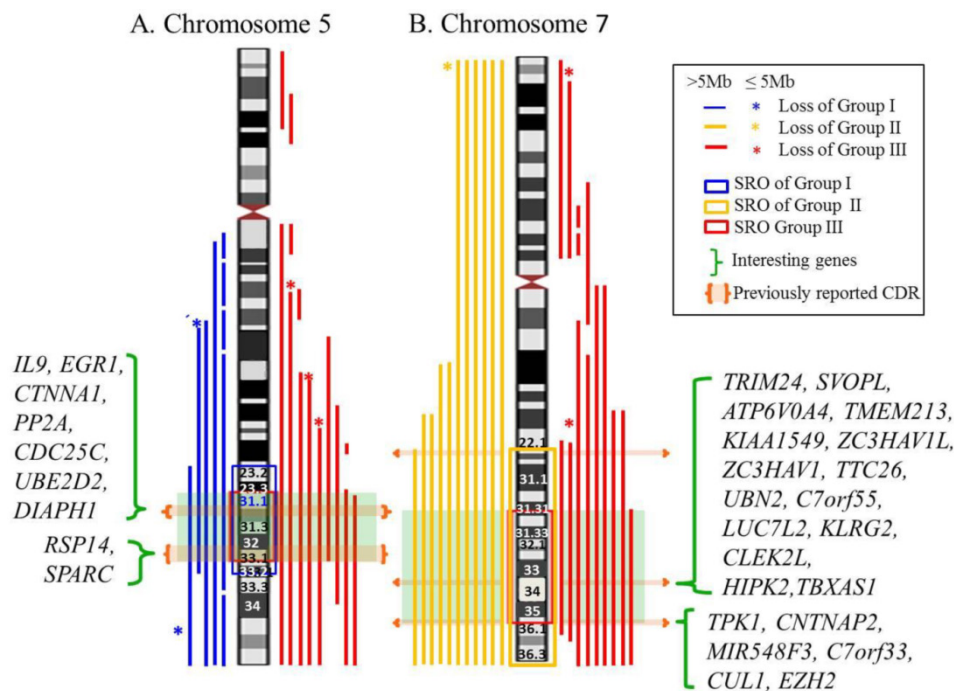 A. Chromosome 5
B. Chromosome 7
>5Mb ≤ 5Mb
* Loss of Group I
* Loss of Group II
* Loss of Group III
SRO of Group I
SRO of Group II
SRO Group III
Interesting genes
Previously reported CDR
IL9, EGR1,
CTNNA1,
PP2A,
CDC25C,
UBE2D2,
DIAPH1
RSP14,
SPARC
23.2
23.3
31.1
31.3
32
33.1
33.3
34
22.1
31.1
31.31
31.33
32.1
33
34
35
36.1
36.3
TRIM24, SVOPL,
ATP6V0A4, TMEM213,
KIAA1549, ZC3HAV1L,
ZC3HAV1, TTC26,
UBN2, C7orf55,
LUC7L2, KLRG2,
CLEK2L,
HIPK2,TBXAS1
TPK1, CNTNAP2,
MIR548F3, C7orf33,
CUL1, EZH2